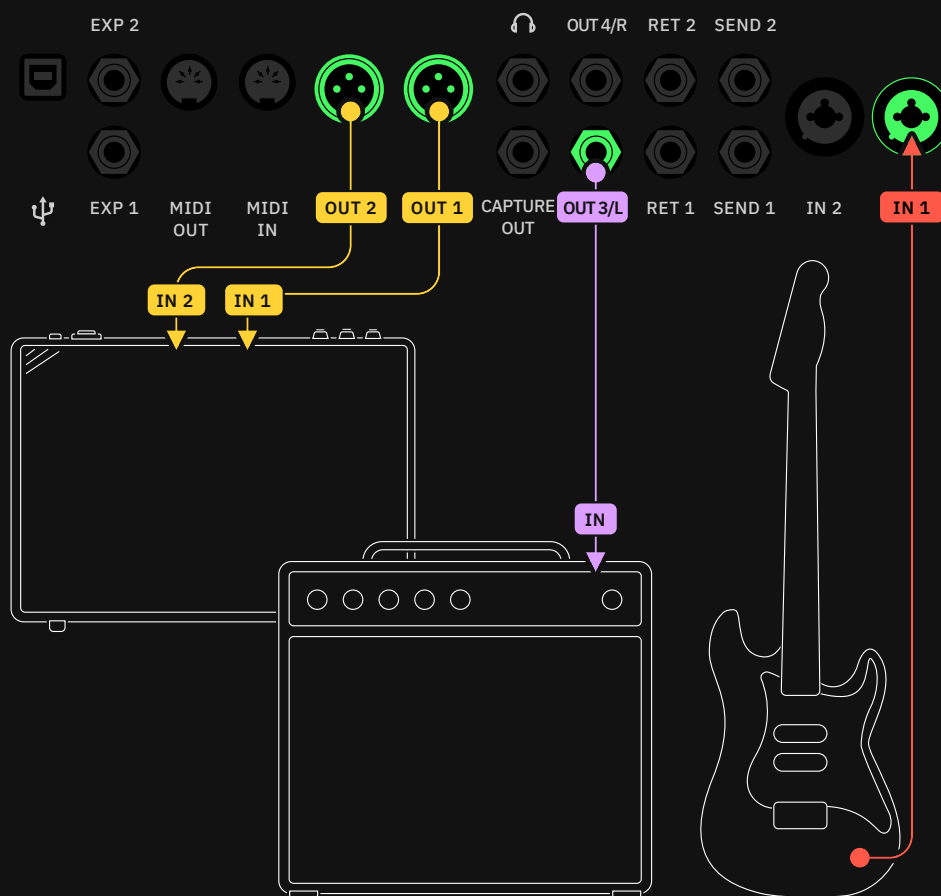 EXP 2
OUT 4/R
RET 2
SEND 2
EXP 1
MIDI
OUT
MIDI
IN
OUT 2
OUT 1
CAPTURE
OUT
OUT 3/L
RET 1
SEND 1
IN 2
IN 1
IN 2
IN 1
IN